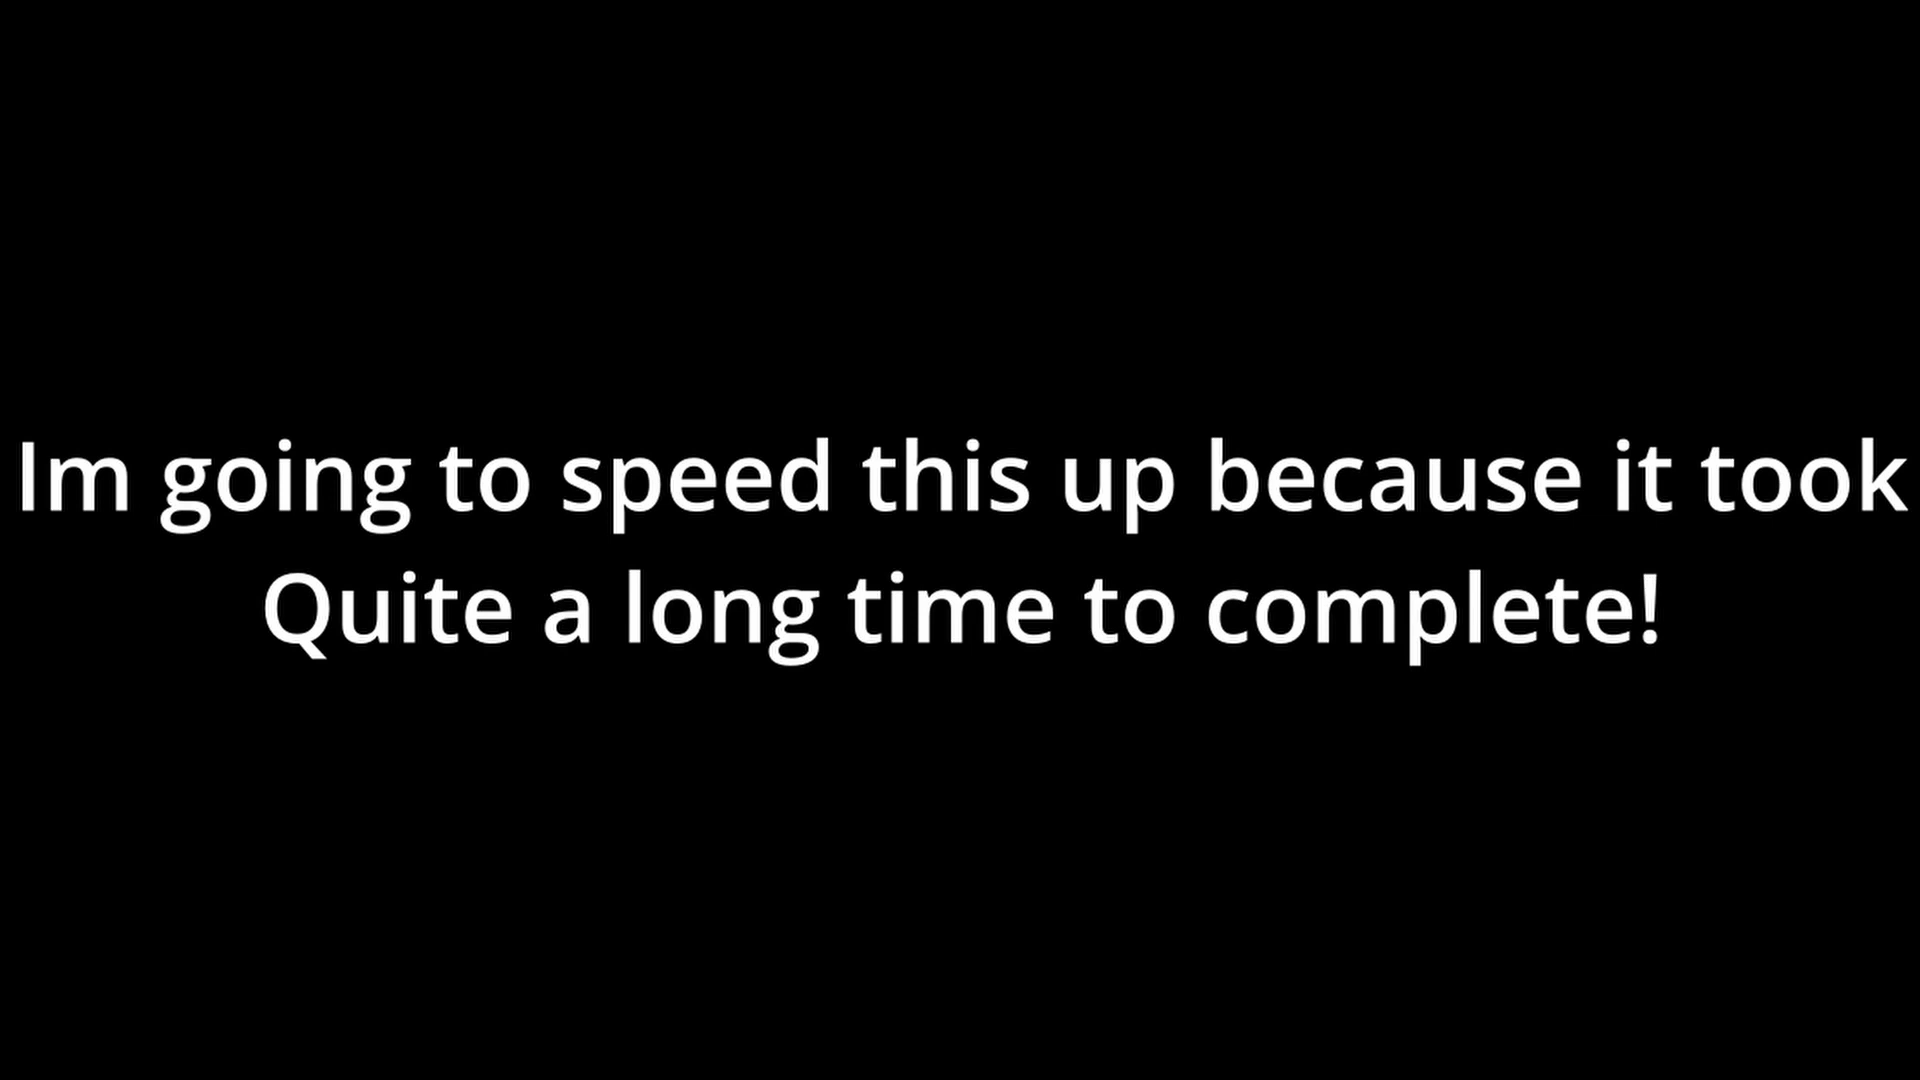 Im going to speed this up because it took
Quite a long time to complete!